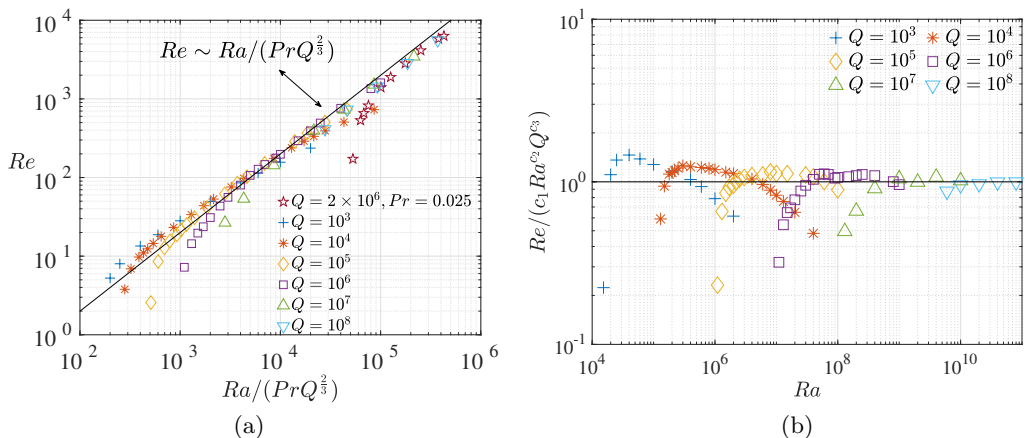 Re ∼ Ra/(PrQ^{2/3})
10^4
10^3
Re
10^2
10^1
10^0
Q = 2 × 10^6, Pr = 0.025
Q = 10^3
Q = 10^4
Q = 10^5
Q = 10^6
Q = 10^7
Q = 10^8
10^2 10^3 10^4 10^5 10^6
Ra/(PrQ^{2/3})
(a)
10^1
10^0
10^{-1}
Re/(c_1Ra^{c_2}Q^{c_3})
Q = 10^3 Q = 10^4
Q = 10^5 Q = 10^6
Q = 10^7 Q = 10^8
10^4 10^6 10^8 10^10
Ra
(b)